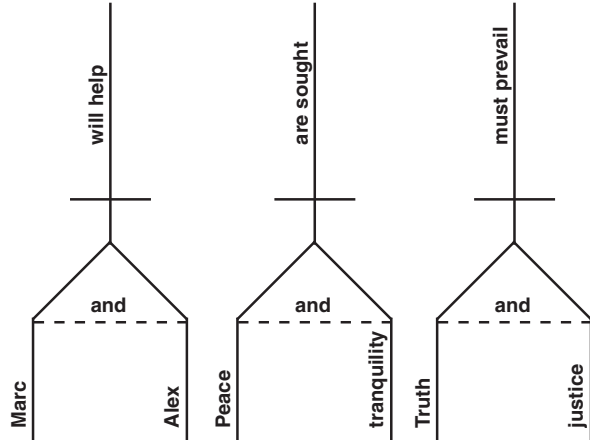 will help
are sought
must prevail
and
and
and
Marc
Alex
Peace
tranquility
Truth
justice